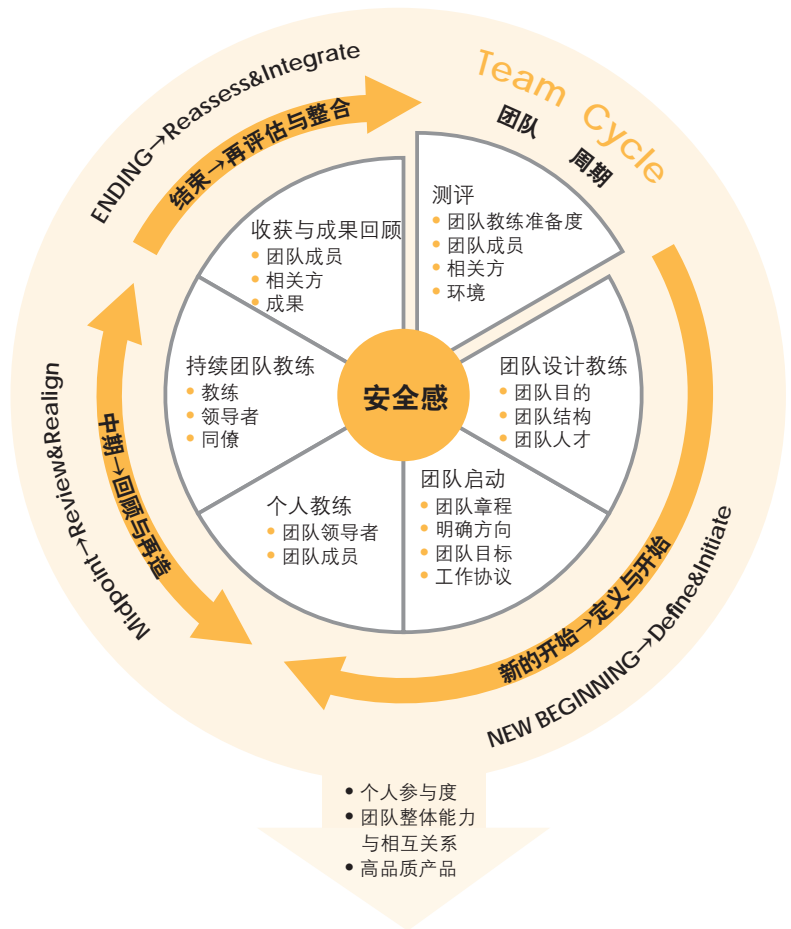 Team Cycle
团队 周期
ENDING→Reassess&Integrate
结束→再评估与整合
测评
团队教练准备度
团队成员
相关方
环境
团队设计教练
团队目的
团队结构
团队人才
团队启动
团队章程
明确方向
团队目标
工作协议
个人教练
团队领导者
团队成员
持续团队教练
教练
领导者
同僚
收获与成果回顾
团队成员
相关方
成果
安全感
新的开始→定义与开始
NEW BEGINNING→Define&Initiate
中期→回顾与再造
Midpoint→Review&Realign
个人参与度
团队整体能力
与相互关系
高品质产品